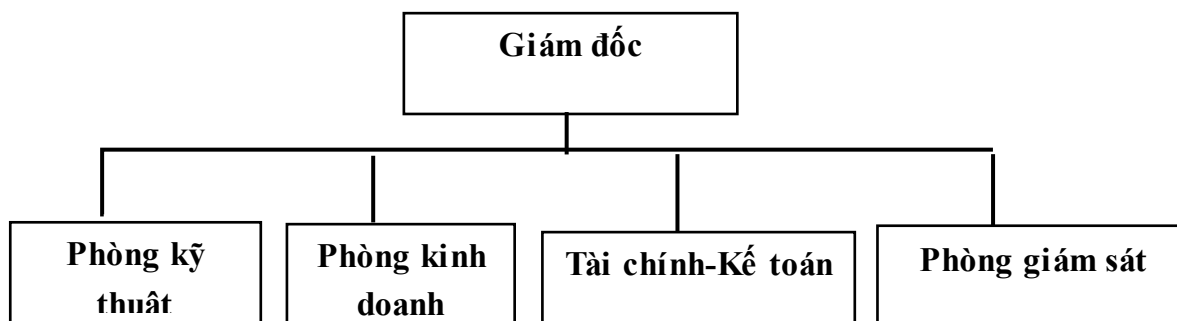 Giám đốc
Phòng kỹ
thuật
Phòng kinh
doanh
Tài chính-Kế toán
Phòng giám sát